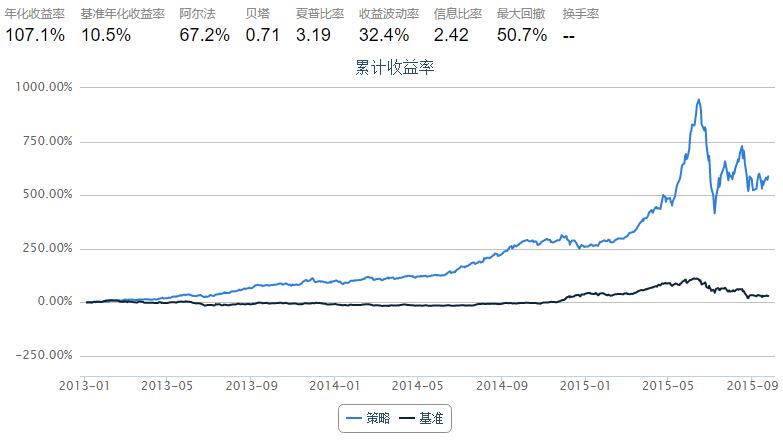 年化收益率 基准年化收益率 阿尔法 贝塔 夏普比率 收益波动率 信息比率 最大回撤 换手率
107.1% 10.5% 67.2% 0.71 3.19 32.4% 2.42 50.7% --
累计收益率
1000.00%
750.00%
500.00%
250.00%
0.00%
-250.00%
2013-01 2013-05 2013-09 2014-01 2014-05 2014-09 2015-01 2015-05 2015-09
策略 基准